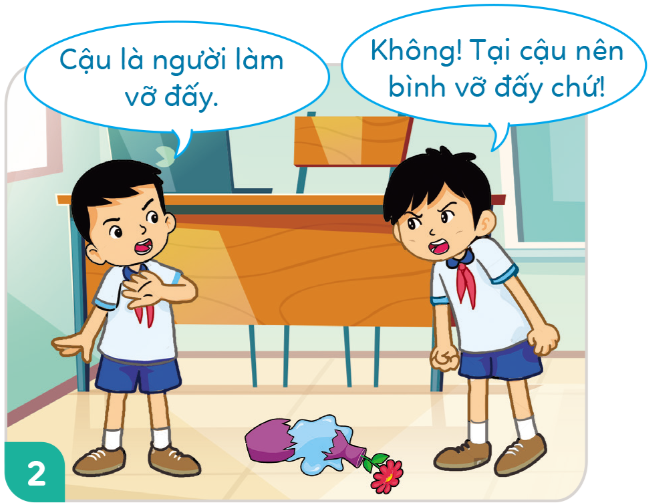 Cậu là người làm
vỡ đấy.
Không! Tại cậu nên
bình vỡ đấy chứ!
2